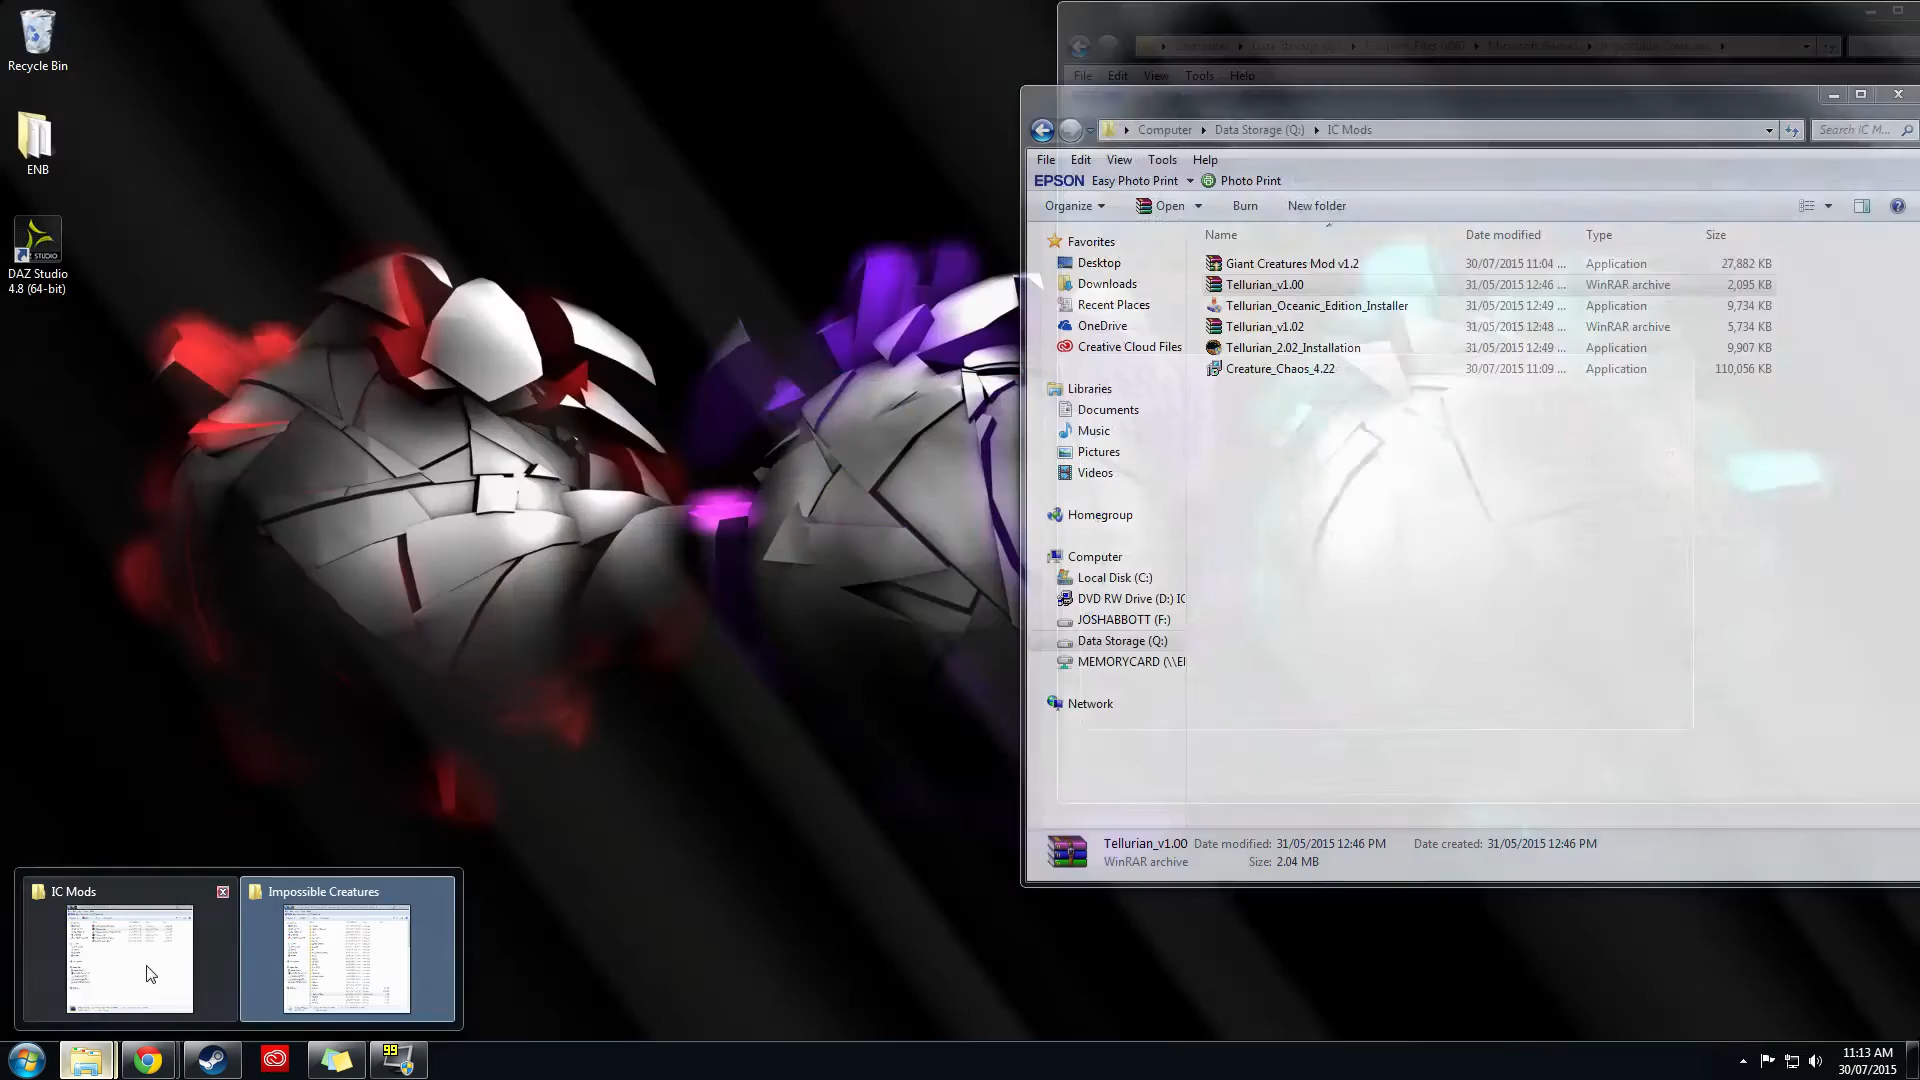 Recycle Bin
ENB
DAZ Studio
4.8 (64-bit)
File Edit View Tools Help
Computer Data Storage (Q:) IC Mods
Search IC M...
File Edit View Tools Help
EPSON Easy Photo Print Photo Print
Organize Open Burn New folder
Name Date modified Type Size
Favorites
Desktop
Downloads
Recent Places
OneDrive
Creative Cloud Files
Libraries
Documents
Music
Pictures
Videos
Homegroup
Computer
Local Disk (C:)
DVD RW Drive (D:) IC
JOSHABBOTT (F:)
Data Storage (Q:)
MEMORYCARD (\\El
Network
Giant Creatures Mod v1.2 30/07/2015 11:04 ... Application 27,882 KB
Tellurian_v1.00 31/05/2015 12:46 ... WinRAR archive 2,095 KB
Tellurian_Oceanic_Edition_Installer 31/05/2015 12:49 ... Application 9,734 KB
Tellurian_v1.02 31/05/2015 12:48 ... WinRAR archive 5,734 KB
Tellurian_2.02_Installation 31/05/2015 12:49 ... Application 9,907 KB
Creature_Chaos_4.22 30/07/2015 11:09 ... Application 110,056 KB
Tellurian_v1.00 Date modified: 31/05/2015 12:46 PM Date created: 31/05/2015 12:46 PM
WinRAR archive Size: 2.04 MB
IC Mods
Impossible Creatures
99
11:13 AM
30/07/2015